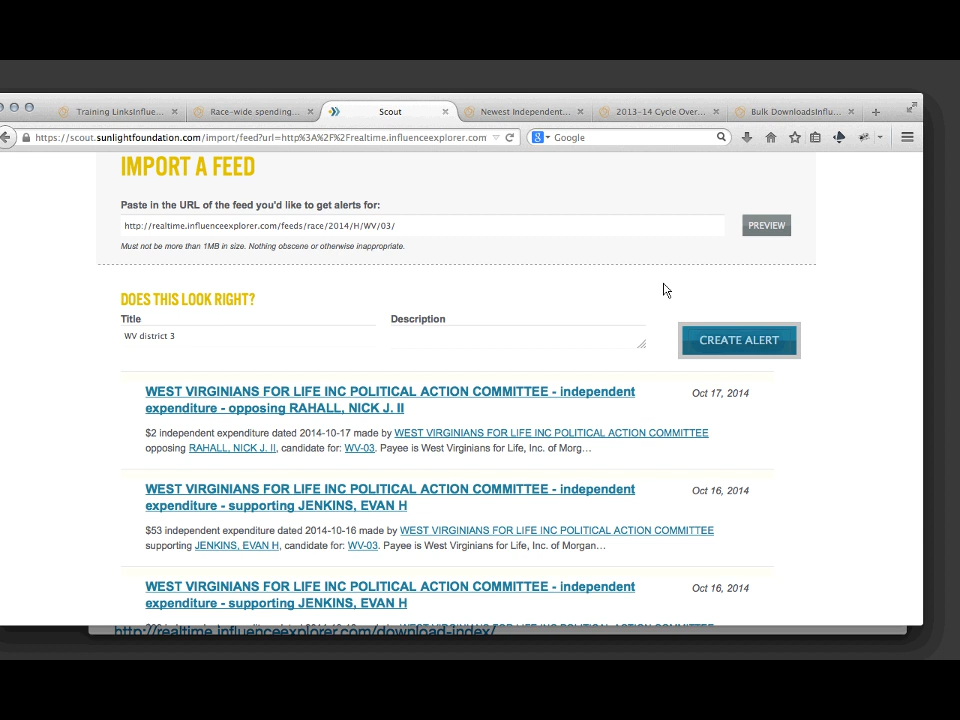 Training LinksInflue...
Race-wide spending...
Scout
Newest Independent...
2013-14 Cycle Over...
Bulk DownloadsInflu...
https://scout.sunlightfoundation.com/import/feed?url=http%3A%2F%2Frealtime.influenceexplorer.com
Google
IMPORT A FEED
Paste in the URL of the feed you'd like to get alerts for:
http://realtime.influenceexplorer.com/feeds/race/2014/H/WV/03/
PREVIEW
Must not be more than 1MB in size. Nothing obscene or otherwise inappropriate.
DOES THIS LOOK RIGHT?
Title
Description
WV district 3
CREATE ALERT
WEST VIRGINIANS FOR LIFE INC POLITICAL ACTION COMMITTEE - independent
expenditure - opposing RAHALL, NICK J. II
Oct 17, 2014
$2 independent expenditure dated 2014-10-17 made by WEST VIRGINIANS FOR LIFE INC POLITICAL ACTION COMMITTEE
opposing RAHALL, NICK J. II, candidate for: WV-03. Payee is West Virginians for Life, Inc. of Morg...
WEST VIRGINIANS FOR LIFE INC POLITICAL ACTION COMMITTEE - independent
expenditure - supporting JENKINS, EVAN H
Oct 16, 2014
$53 independent expenditure dated 2014-10-16 made by WEST VIRGINIANS FOR LIFE INC POLITICAL ACTION COMMITTEE
supporting JENKINS, EVAN H, candidate for: WV-03. Payee is West Virginians for Life, Inc. of Morgan...
WEST VIRGINIANS FOR LIFE INC POLITICAL ACTION COMMITTEE - independent
expenditure - supporting JENKINS, EVAN H
Oct 16, 2014
http://realtime.influenceexplorer.com/download-index/